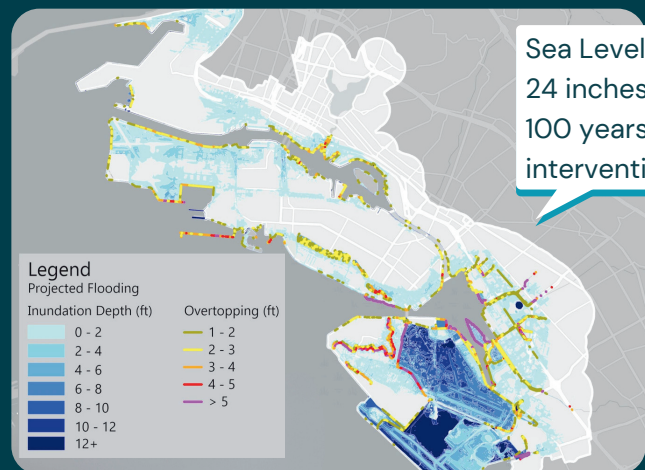 Sea Level
24 inches
100 years
Legend
Projected Flooding
Inundation Depth (ft)
0 - 2
2 - 4
4 - 6
6 - 8
8 - 10
10 - 12
12+
Overtopping (ft)
1 - 2
2 - 3
3 - 4
4 - 5
> 5